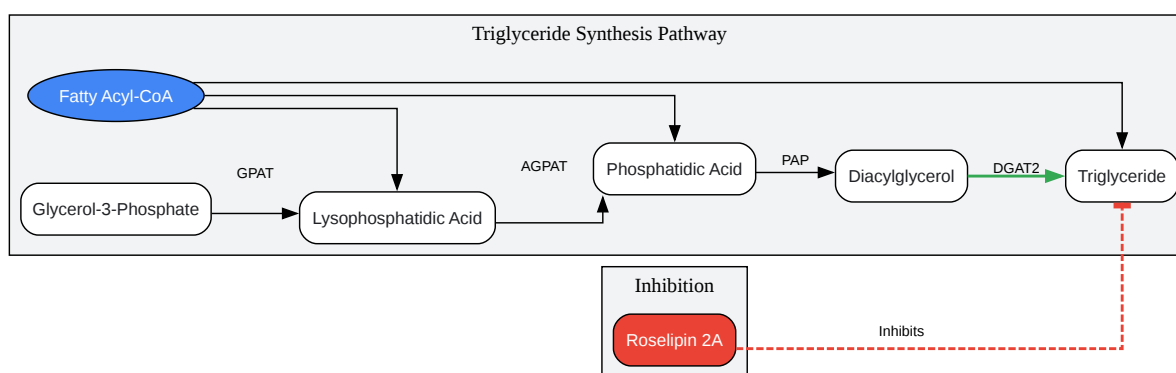 Triglyceride Synthesis Pathway
Fatty Acyl-CoA
GPAT
AGPAT
PAP
DGAT2
Glycerol-3-Phosphate
Lysophosphatidic Acid
Phosphatidic Acid
Diacylglycerol
Triglyceride
Inhibition
Roselipin 2A
Inhibits